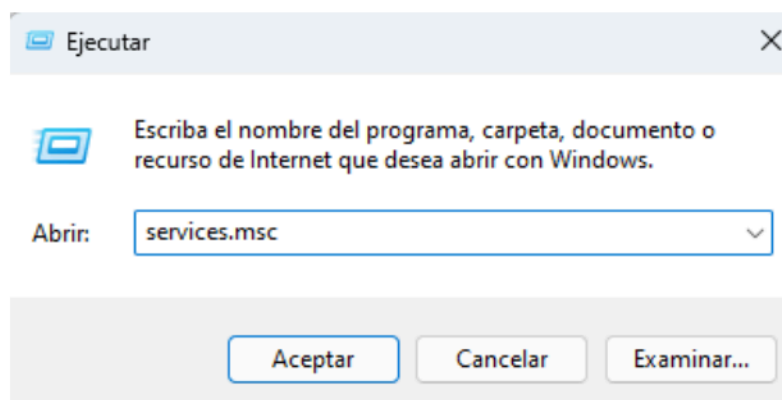 Ejecutar
Escriba el nombre del programa, carpeta, documento o
recurso de Internet que desea abrir con Windows.
Abrir: services.msc
Aceptar Cancelar Examinar...